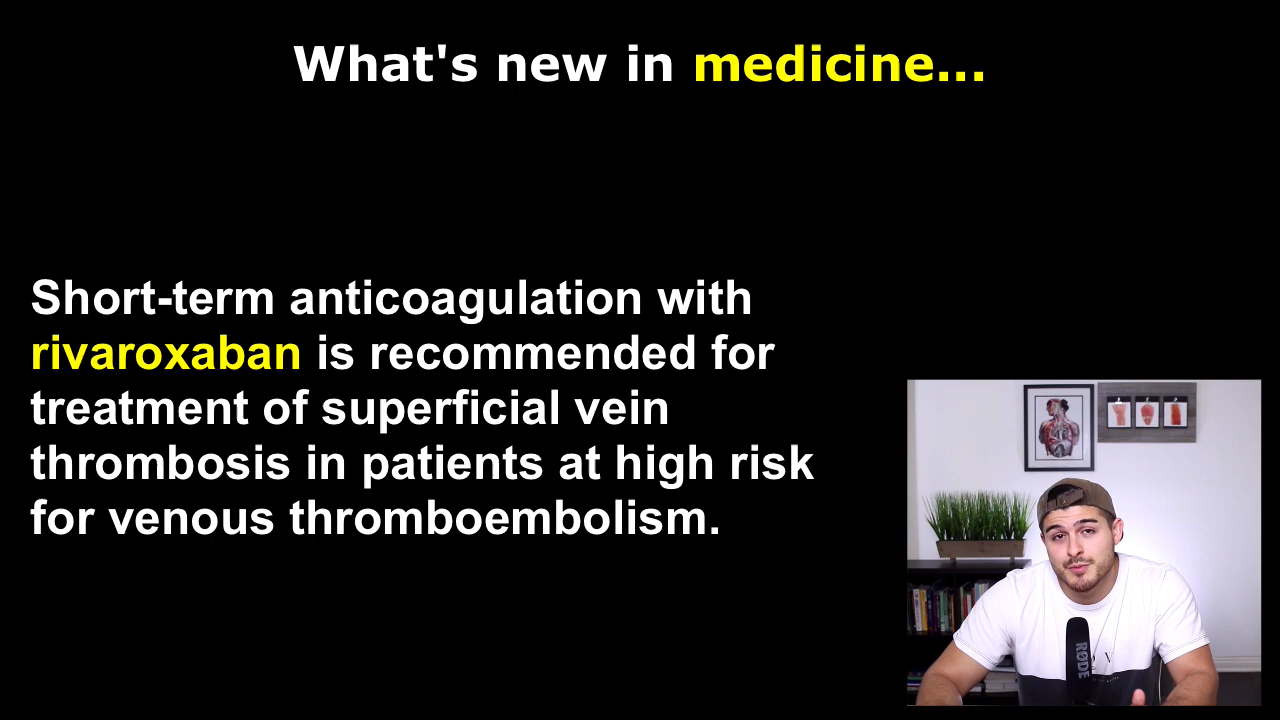 What's new in medicine...
Short-term anticoagulation with
rivaroxaban is recommended for
treatment of superficial vein
thrombosis in patients at high risk
for venous thromboembolism.
RØDE